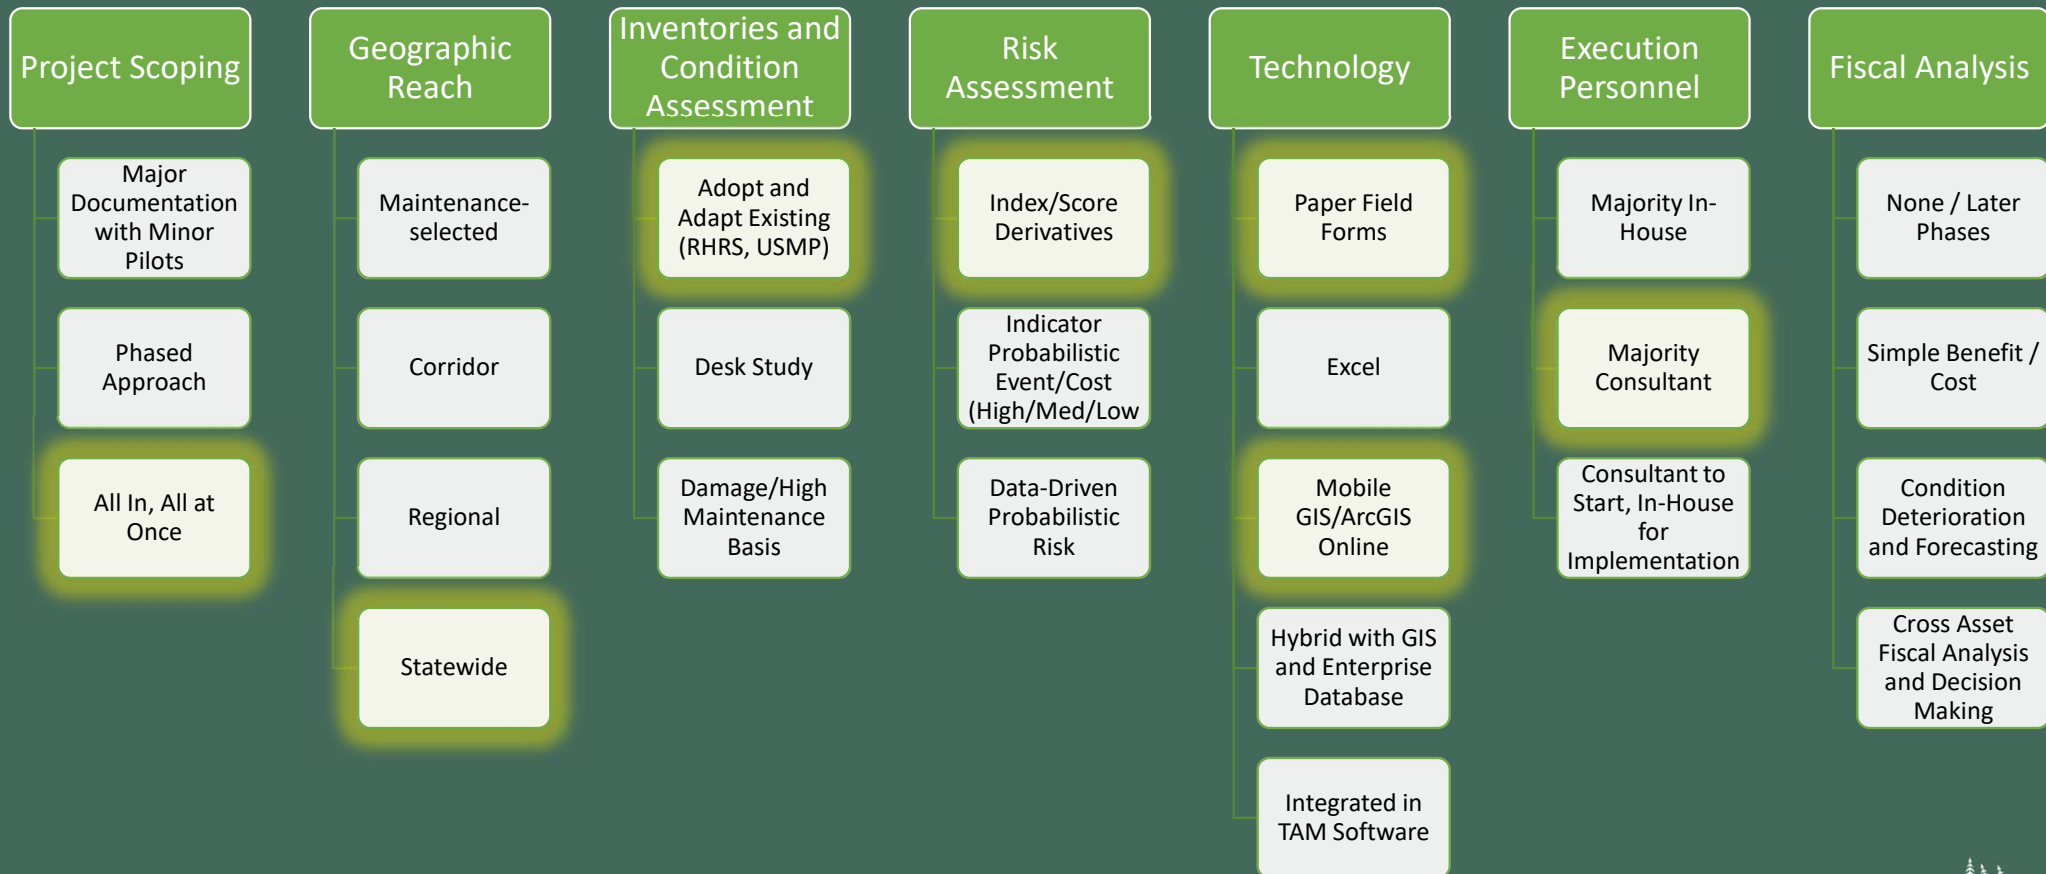 Project Scoping
Major
Documentation
with Minor
Pilots
Phased
Approach
All In, All at
Once
Geographic
Reach
Maintenance-
selected
Corridor
Regional
Statewide
Inventories and
Condition
Assessment
Adopt and
Adapt Existing
(RHRS, USMP)
Desk Study
Damage/High
Maintenance
Basis
Risk
Assessment
Index/Score
Derivatives
Indicator
Probabilistic
Event/Cost
(High/Med/Low
Data-Driven
Probabilistic
Risk
Technology
Paper Field
Forms
Excel
Mobile
GIS/ArcGIS
Online
Hybrid with GIS
and Enterprise
Database
Integrated in
TAM Software
Execution
Personnel
Majority In-
House
Majority
Consultant
Consultant to
Start, In-House
for
Implementation
Fiscal Analysis
None / Later
Phases
Simple Benefit /
Cost
Condition
Deterioration
and Forecasting
Cross Asset
Fiscal Analysis
and Decision
Making